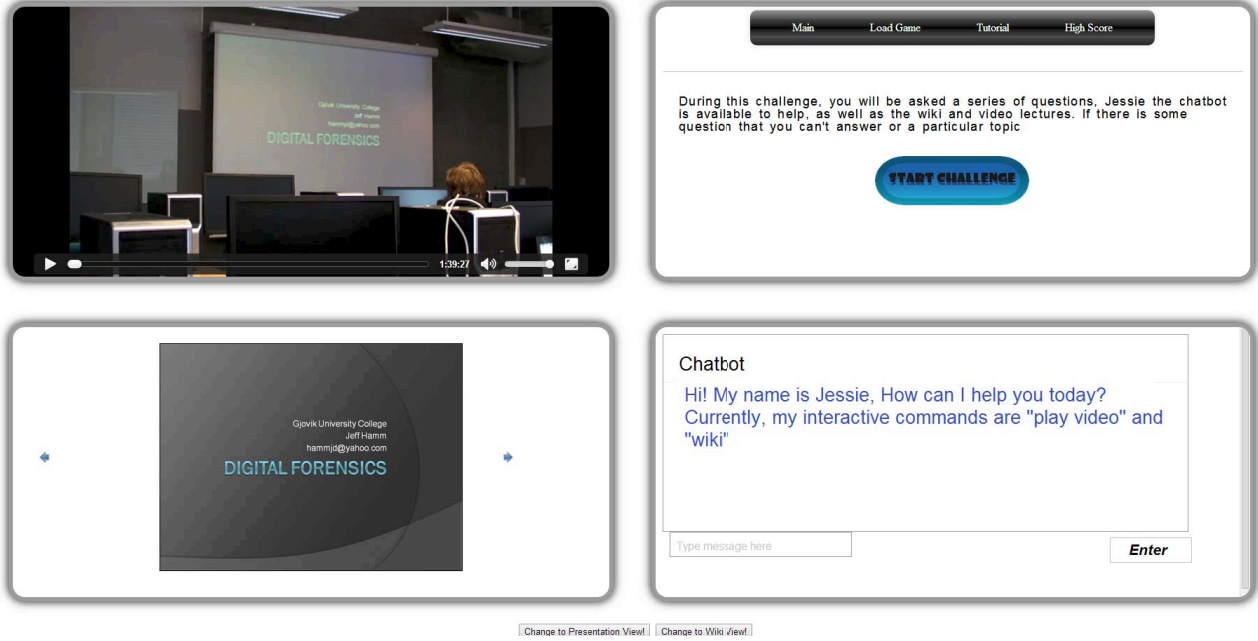 Gjovik University College
Jeff Hamm
hammjd@yahoo.com
DIGITAL FORENSICS
1:39:27
Main Load Game Tutorial High Score
During this challenge, you will be asked a series of questions, Jessie the chatbot
is available to help, as well as the wiki and video lectures. If there is some
question that you can't answer or a particular topic
START CHALLENGE
Gjovik University College
Jeff Hamm
hammjd@yahoo.com
DIGITAL FORENSICS
Chatbot
Hi! My name is Jessie, How can I help you today?
Currently, my interactive commands are "play video" and
"wiki"
Type message here
Enter
Change to Presentation View! Change to Wiki View!